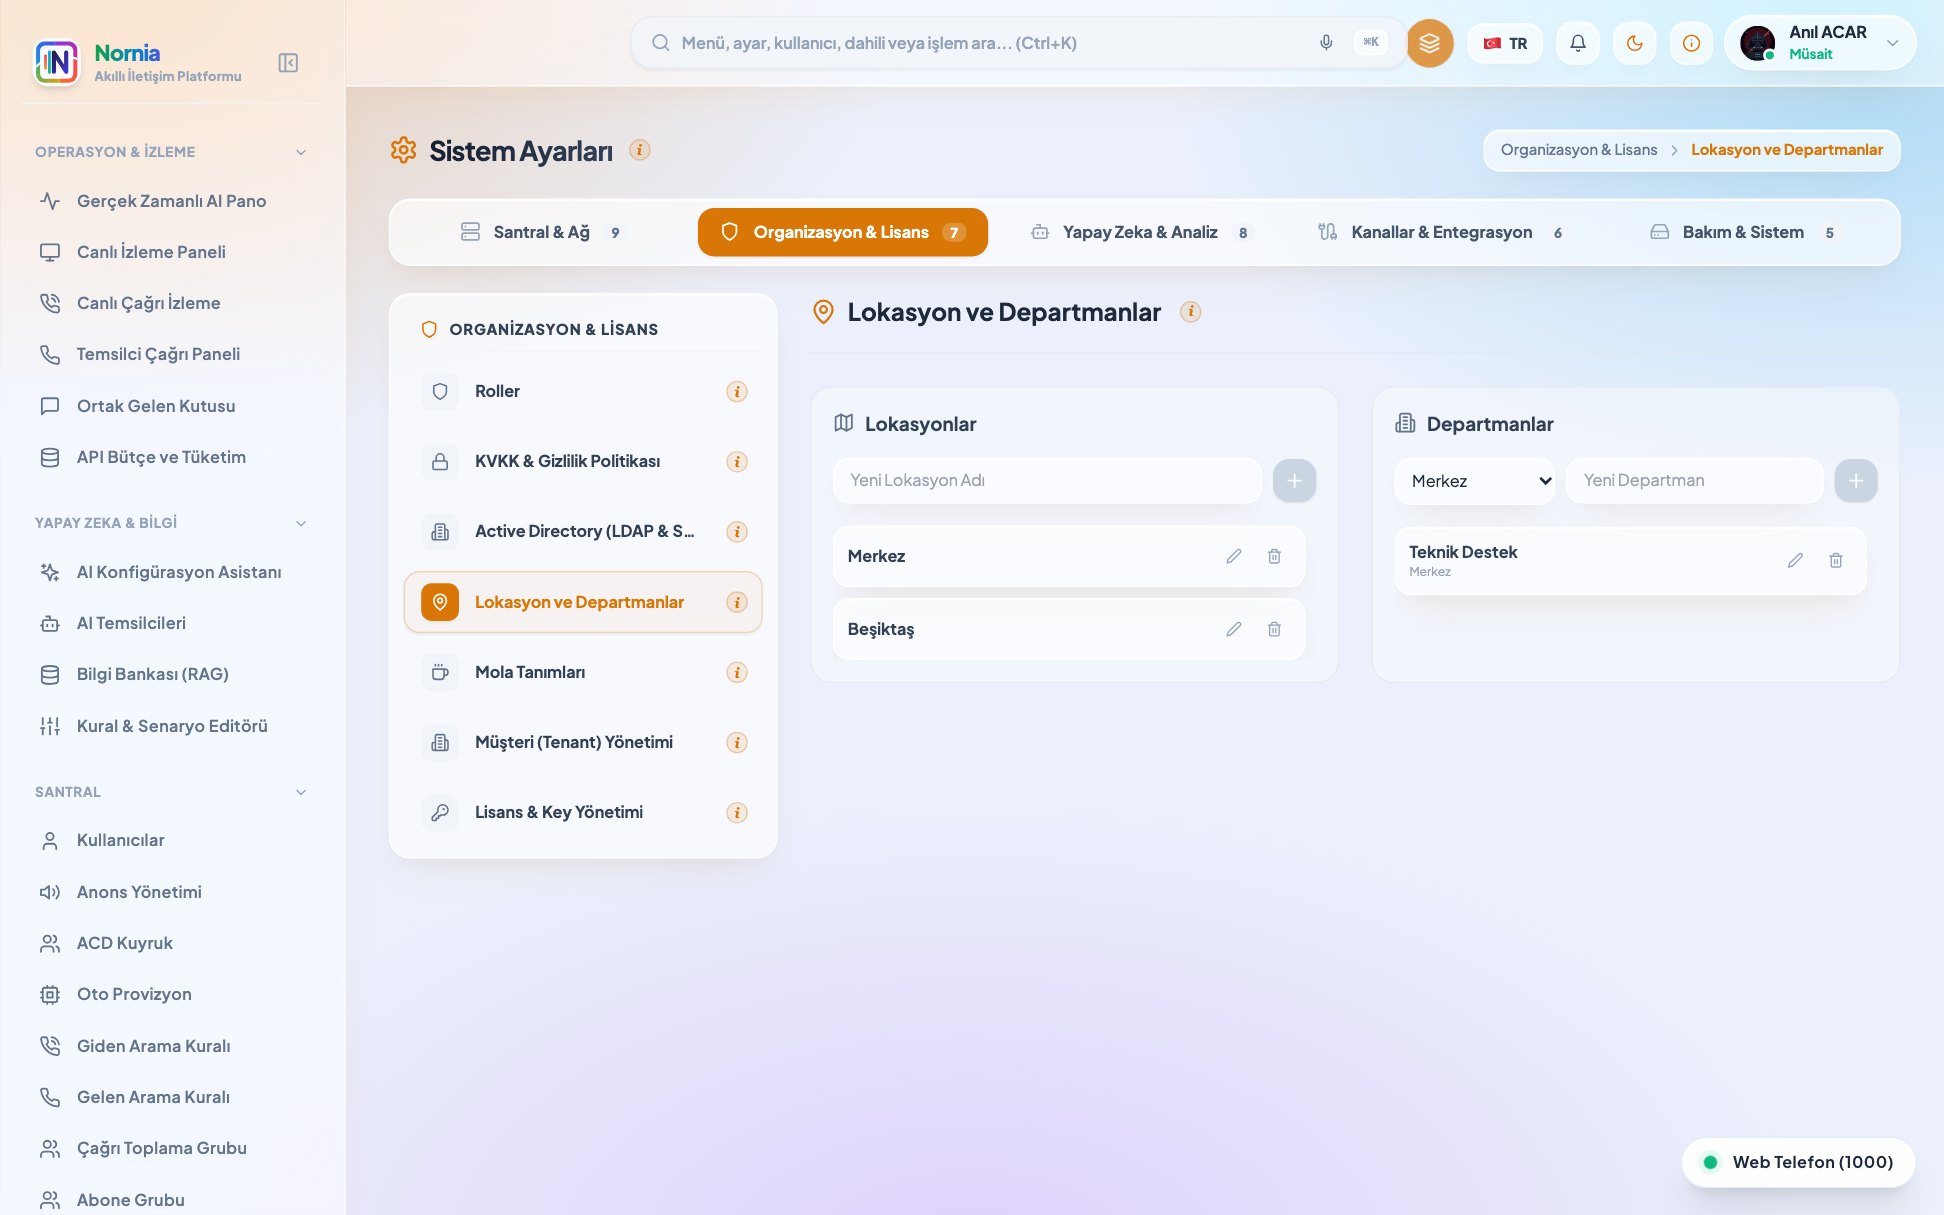 Nornia
Akıllı İletişim Platformu
OPERASYON & İZLEME
Gerçek Zamanlı AI Pano
Canlı İzleme Paneli
Canlı Çağrı İzleme
Temsilci Çağrı Paneli
Ortak Gelen Kutusu
API Bütçe ve Tüketim
YAPAY ZEKA & BİLGİ
AI Konfigürasyon Asistanı
AI Temsilcileri
Bilgi Bankası (RAG)
Kural & Senaryo Editörü
SANTRAL
Kullanıcılar
Anons Yönetimi
ACD Kuyruk
Oto Provizyon
Giden Arama Kuralı
Gelen Arama Kuralı
Çağrı Toplama Grubu
Abone Grubu
Menü, ayar, kullanıcı, dahili veya işlem ara... (Ctrl+K)
⌘K
TR
Anıl ACAR
Müsait
Sistem Ayarları
Organizasyon & Lisans > Lokasyon ve Departmanlar
Santral & Ağ 9
Organizasyon & Lisans 7
Yapay Zeka & Analiz 8
Kanallar & Entegrasyon 6
Bakım & Sistem 5
ORGANİZASYON & LİSANS
Roller
KVKK & Gizlilik Politikası
Active Directory (LDAP & S...
Lokasyon ve Departmanlar
Mola Tanımları
Müşteri (Tenant) Yönetimi
Lisans & Key Yönetimi
Lokasyon ve Departmanlar
Lokasyonlar
Yeni Lokasyon Adı
Merkez
Beşiktaş
Departmanlar
Merkez
Yeni Departman
Teknik Destek
Merkez
Web Telefon (1000)